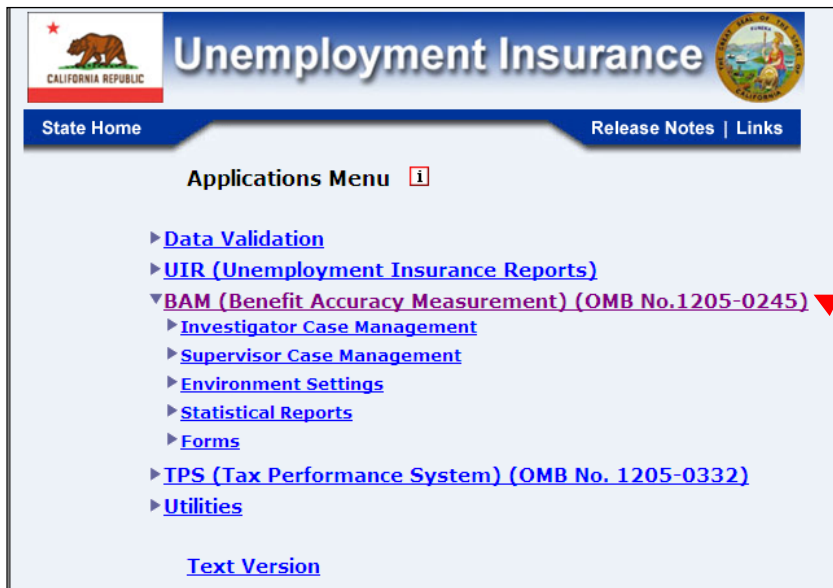 CALIFORNIA REPUBLIC
Unemployment Insurance
State Home
Release Notes | Links
Applications Menu i
Data Validation
UIR (Unemployment Insurance Reports)
BAM (Benefit Accuracy Measurement) (OMB No.1205-0245)
Investigator Case Management
Supervisor Case Management
Environment Settings
Statistical Reports
Forms
TPS (Tax Performance System) (OMB No. 1205-0332)
Utilities
Text Version